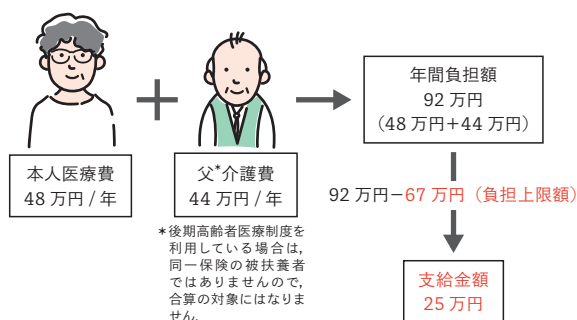 本人医療費
48 万円 / 年
父*介護費
44 万円 / 年
*後期高齢者医療制度を
利用している場合は,
同一保険の被扶養者
ではありませんので,
合算の対象にはなりま
せん.
年間負担額
92 万円
（48 万円+44 万円）
92 万円−67 万円（負担上限額）
支給金額
25 万円